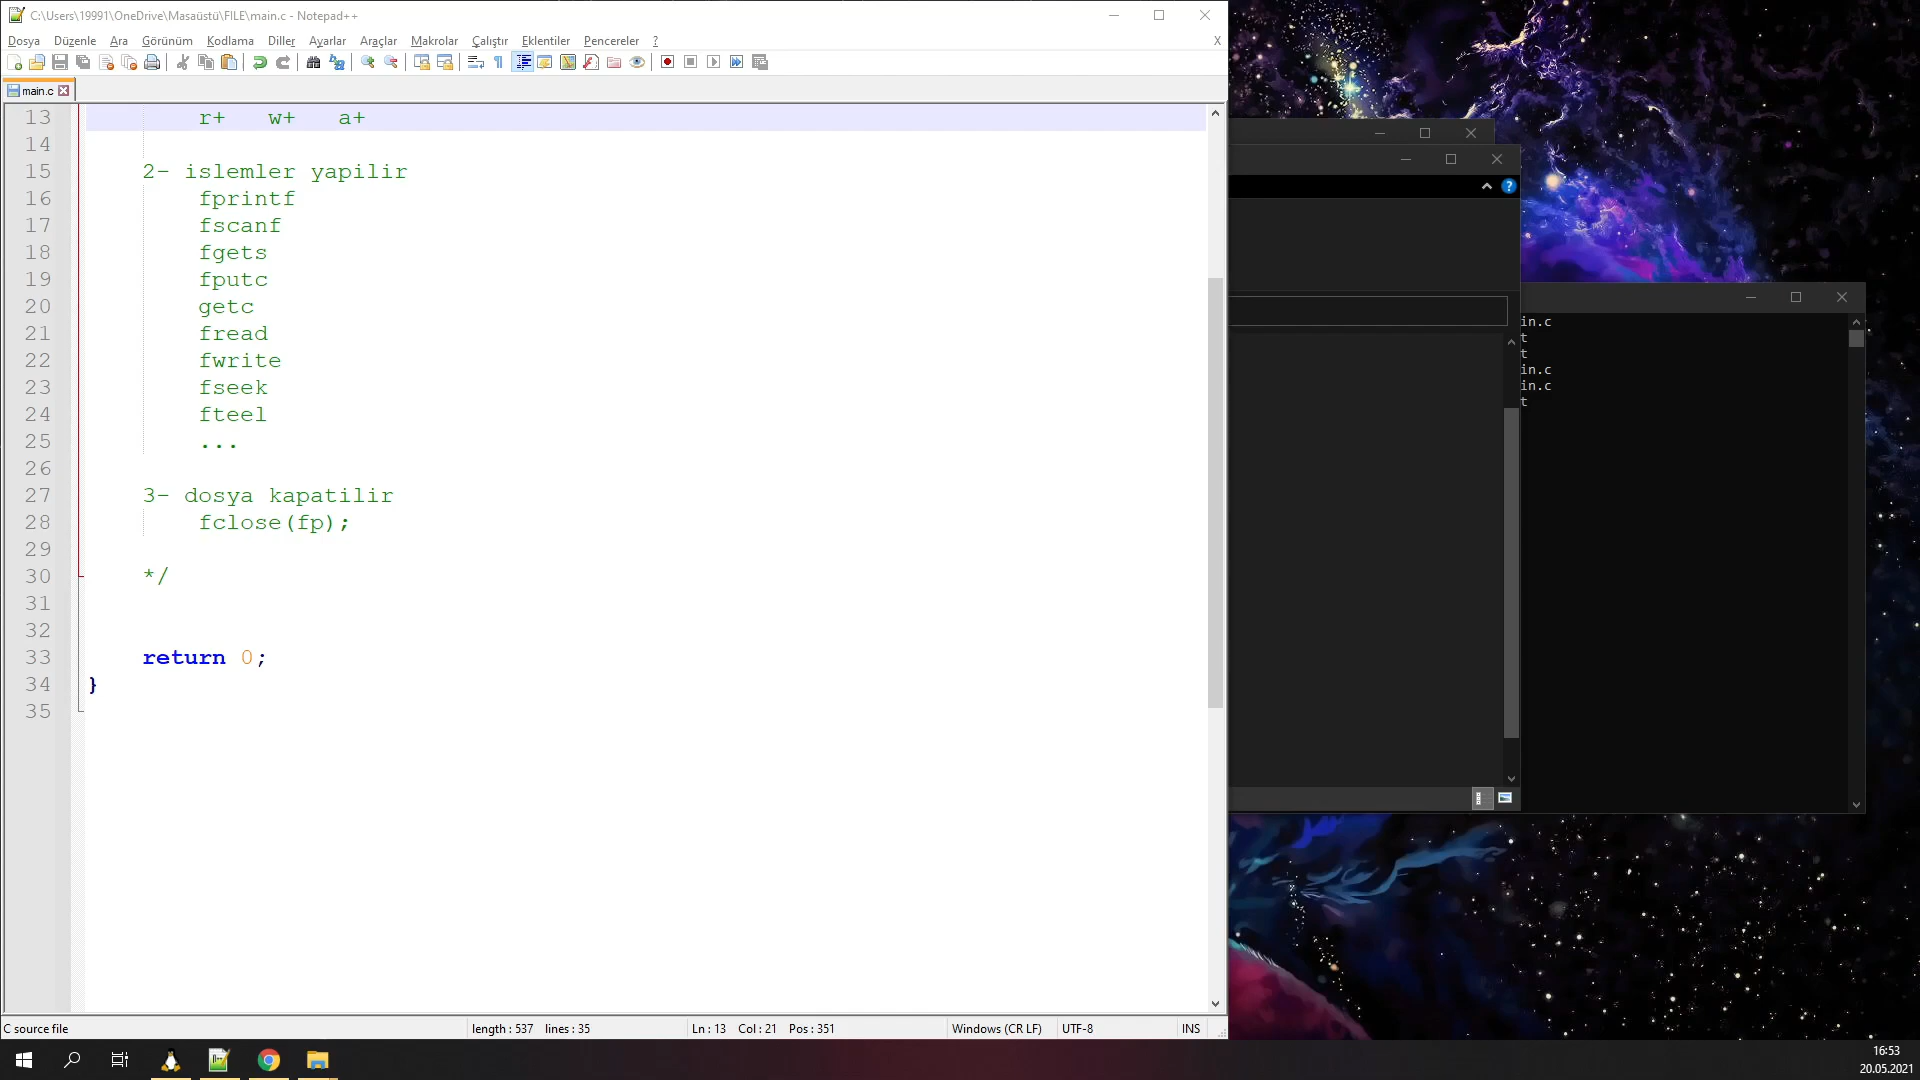 C:\Users\19991\OneDrive\Masaüstü\FILE\main.c - Notepad++
Dosya Düzenle Ara Görünüm Kodlama Diller Ayarlar Araçlar Makrolar Çalıştır Eklentiler Pencereler ? X
main.c
13 r+ w+ a+
14
15 2- islemler yapilir
16 fprintf
17 fscanf
18 fgets
19 fputc
20 getc
21 fread
22 fwrite
23 fseek
24 fteel
25 ...
26
27 3- dosya kapatilir
28 fclose(fp);
29
30 */
31
32
33 return 0;
34 }
35
in.c
t
t
in.c
in.c
t
C source file length : 537 lines : 35 Ln : 13 Col : 21 Pos : 351 Windows (CR LF) UTF-8 INS
16:53
20.05.2021